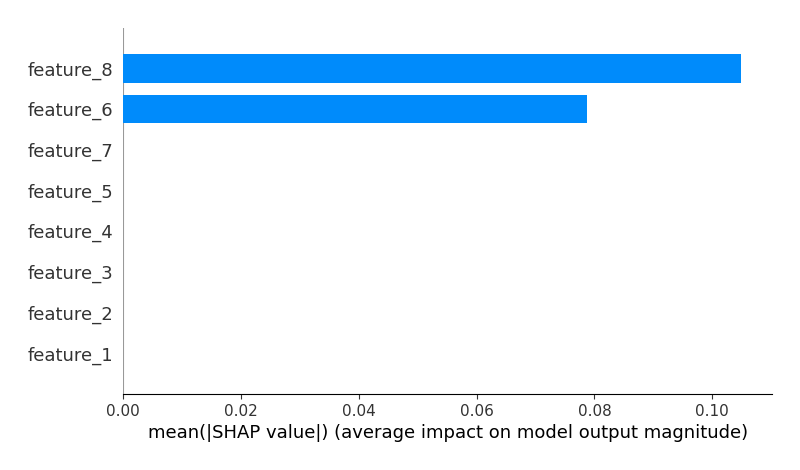 feature_8
feature_6
feature_7
feature_5
feature_4
feature_3
feature_2
feature_1
0.00 0.02 0.04 0.06 0.08 0.10
mean(|SHAP value|) (average impact on model output magnitude)